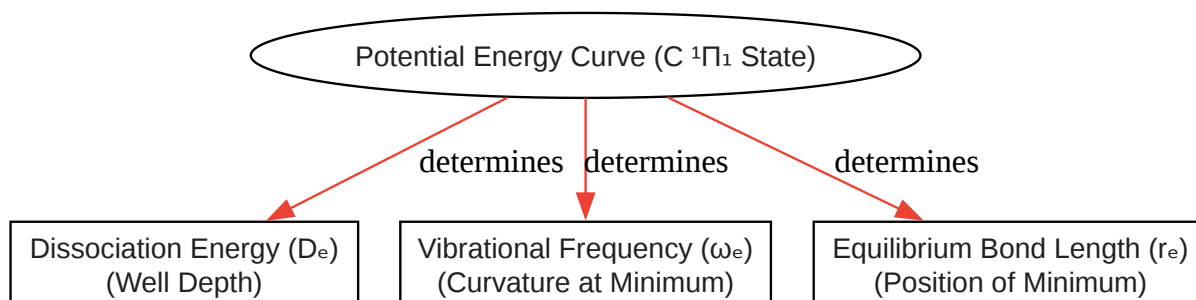 Potential Energy Curve (C ¹Π₁ State)
determines
determines
determines
Dissociation Energy (Dₑ)
(Well Depth)
Vibrational Frequency (ωₑ)
(Curvature at Minimum)
Equilibrium Bond Length (rₑ)
(Position of Minimum)